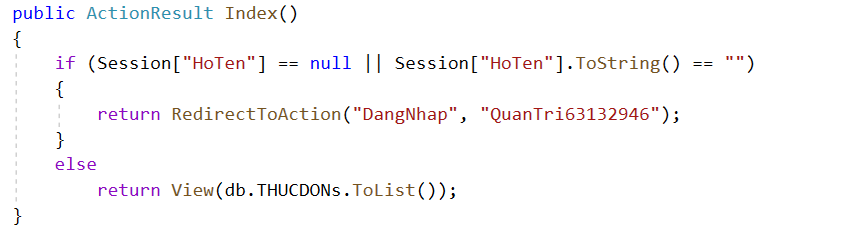 public ActionResult Index()
{
if (Session["HoTen"] == null || Session["HoTen"].ToString() == "")
{
return RedirectToAction("DangNhap", "QuanTri63132946");
}
else
return View(db.THUCDONs.ToList());
}